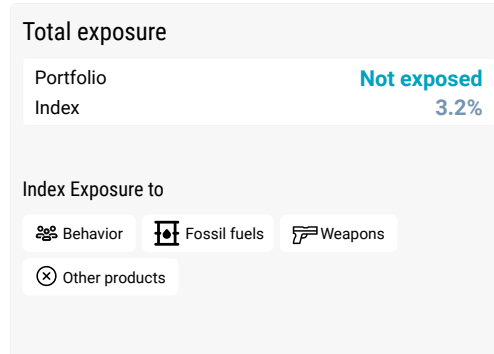 Total exposure
Portfolio Not exposed
Index 3.2%
Index Exposure to
Behavior Fossil fuels Weapons
Other products